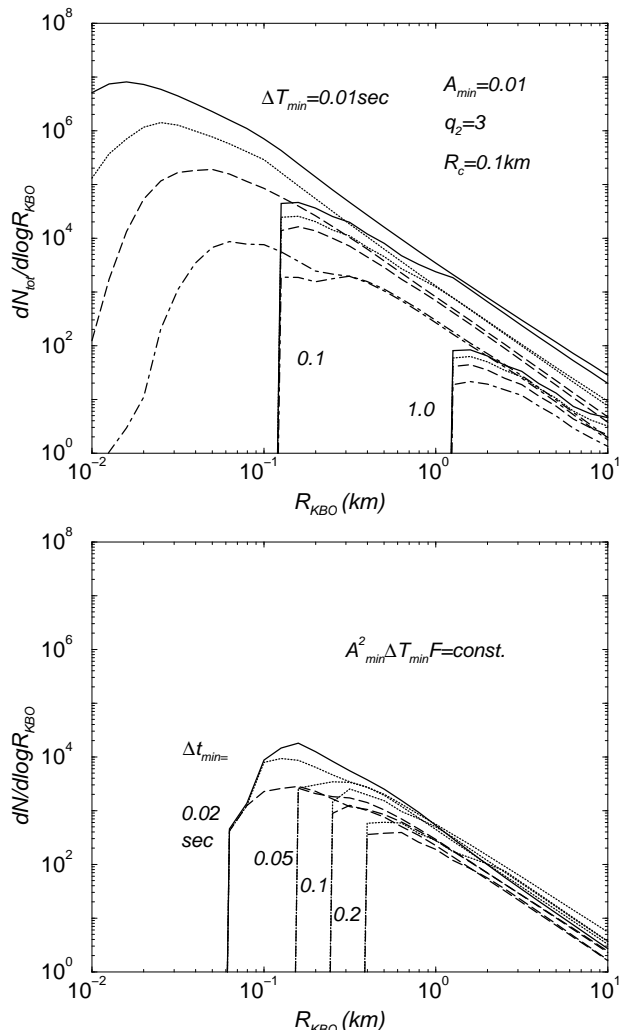 10^8
10^6
10^4
10^2
10^0
dN_tot/dlogR_KBO
ΔT_min=0.01sec
A_min=0.01
q_2=3
R_c=0.1km
0.1
1.0
10^−2
10^−1
10^0
10^1
R_KBO (km)
10^8
10^6
10^4
10^2
10^0
dN/dlogR_KBO
A^2_min ΔT_min F=const.
Δt_min=
0.02
sec
0.05
0.1
0.2
10^−2
10^−1
10^0
10^1
R_KBO (km)